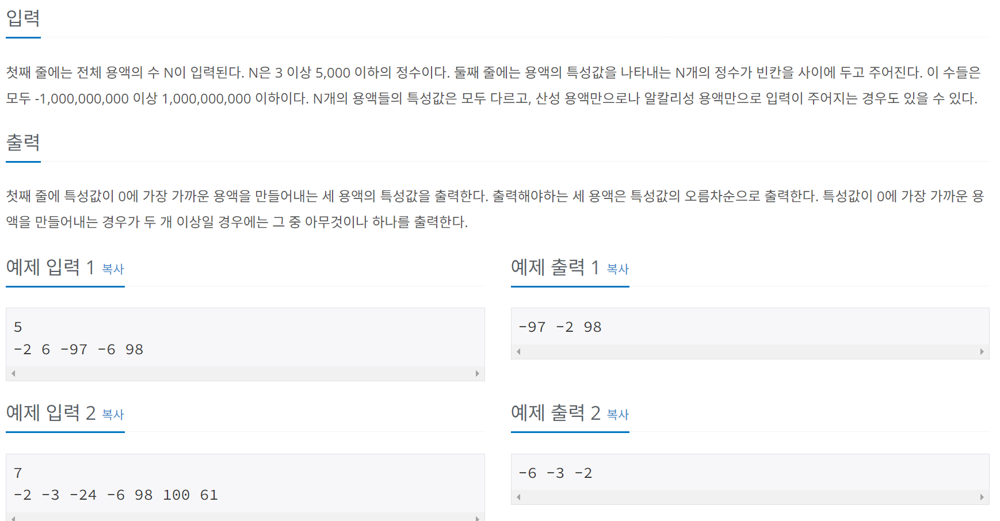 입력
첫째 줄에는 전체 용액의 수 N이 입력된다. N은 3 이상 5,000 이하의 정수이다. 둘째 줄에는 용액의 특성값을 나타내는 N개의 정수가 빈칸을 사이에 두고 주어진다. 이 수들은
모두 -1,000,000,000 이상 1,000,000,000 이하이다. N개의 용액들의 특성값은 모두 다르고, 산성 용액만으로나 알칼리성 용액만으로 입력이 주어지는 경우도 있을 수 있다.
출력
첫째 줄에 특성값이 0에 가장 가까운 용액을 만들어내는 세 용액의 특성값을 출력한다. 출력해야하는 세 용액은 특성값의 오름차순으로 출력한다. 특성값이 0에 가장 가까운 용
액을 만들어내는 경우가 두 개 이상일 경우에는 그 중 아무것이나 하나를 출력한다.
예제 입력 1 복사
5
-2 6 -97 -6 98
예제 출력 1 복사
-97 -2 98
예제 입력 2 복사
7
-2 -3 -24 -6 98 100 61
예제 출력 2 복사
-6 -3 -2